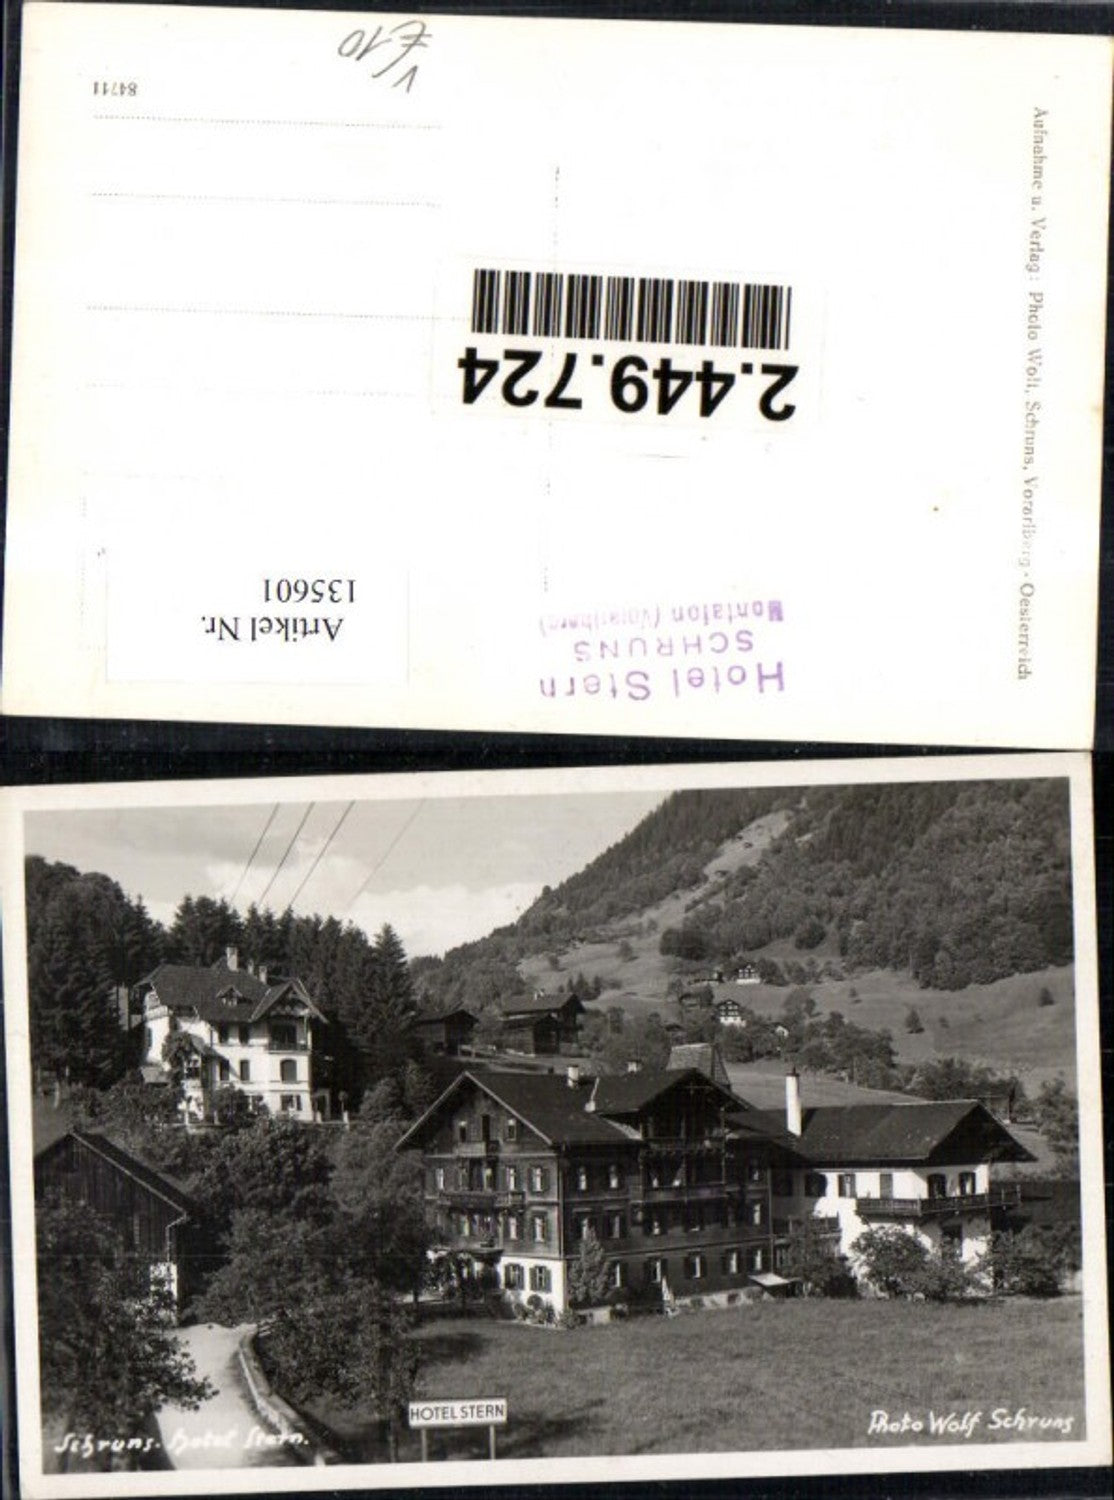 V
€10
84711
Aufnahme u. Verlag: Photo Wolf, Schruns, Vorarlberg - Oesterreich
2.449.724
Artikel Nr.
135601
Hotel Stern
SCHRUNS
Montafon (Vorarlberg)
HOTEL STERN
Schruns. Hotel Stern.
Photo Wolf Schruns